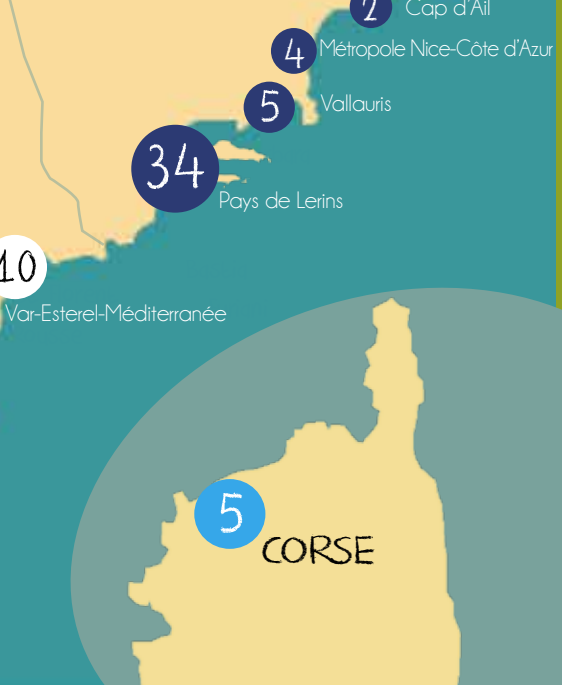 2 Cap d'Ail
4 Métropole Nice-Côte d'Azur
5 Vallauris
34
Pays de Lerins
10
Var-Esterel-Méditerranée
5
CORSE